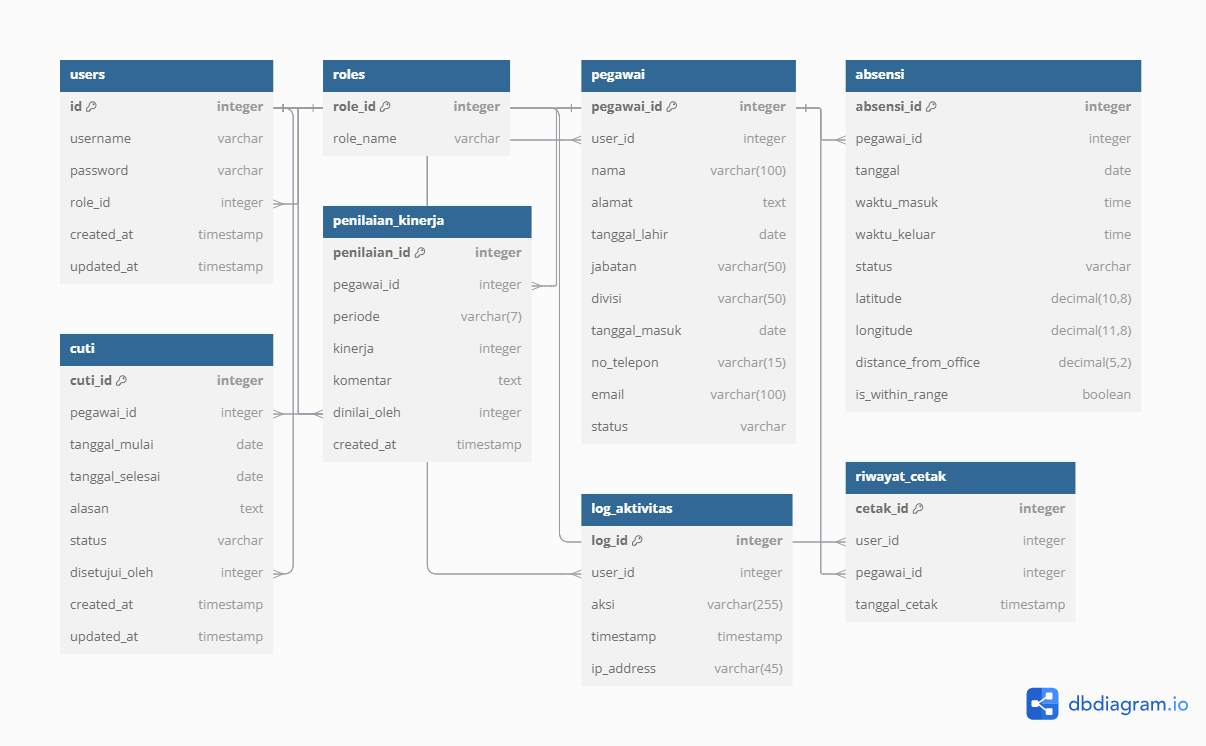 users
id integer
username varchar
password varchar
role_id integer
created_at timestamp
updated_at timestamp
roles
role_id integer
role_name varchar
pegawai
pegawai_id integer
user_id integer
nama varchar(100)
alamat text
tanggal_lahir date
jabatan varchar(50)
divisi varchar(50)
tanggal_masuk date
no_telepon varchar(15)
email varchar(100)
status varchar
absensi
absensi_id integer
pegawai_id integer
tanggal date
waktu_masuk time
waktu_keluar time
status varchar
latitude decimal(10,8)
longitude decimal(11,8)
distance_from_office decimal(5,2)
is_within_range boolean
penilaian_kinerja
penilaian_id integer
pegawai_id integer
periode varchar(7)
kinerja integer
komentar text
dinilai_oleh integer
created_at timestamp
cuti
cuti_id integer
pegawai_id integer
tanggal_mulai date
tanggal_selesai date
alasan text
status varchar
disetujui_oleh integer
created_at timestamp
updated_at timestamp
log_aktivitas
log_id integer
user_id integer
aksi varchar(255)
timestamp timestamp
ip_address varchar(45)
riwayat_cetak
cetak_id integer
user_id integer
pegawai_id integer
tanggal_cetak timestamp
dbdiagram.io